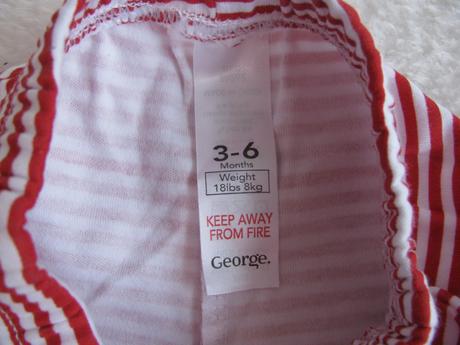 3-6
Months
Weight
18lbs 8kg
KEEP AWAY
FROM FIRE
George.